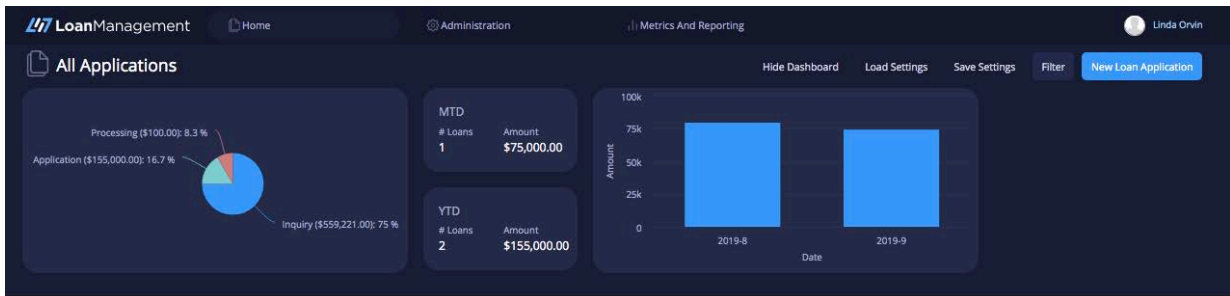 LoanManagement
Home
Administration
Metrics And Reporting
Linda Orvin
All Applications
Hide Dashboard
Load Settings
Save Settings
Filter
New Loan Application
Processing ($100.00): 8.3 %
Application ($155,000.00): 16.7 %
Inquiry ($559,221.00): 75 %
MTD
# Loans Amount
1 $75,000.00
YTD
# Loans Amount
2 $155,000.00
100k
75k
50k
25k
0
Amount
2019-8 2019-9
Date